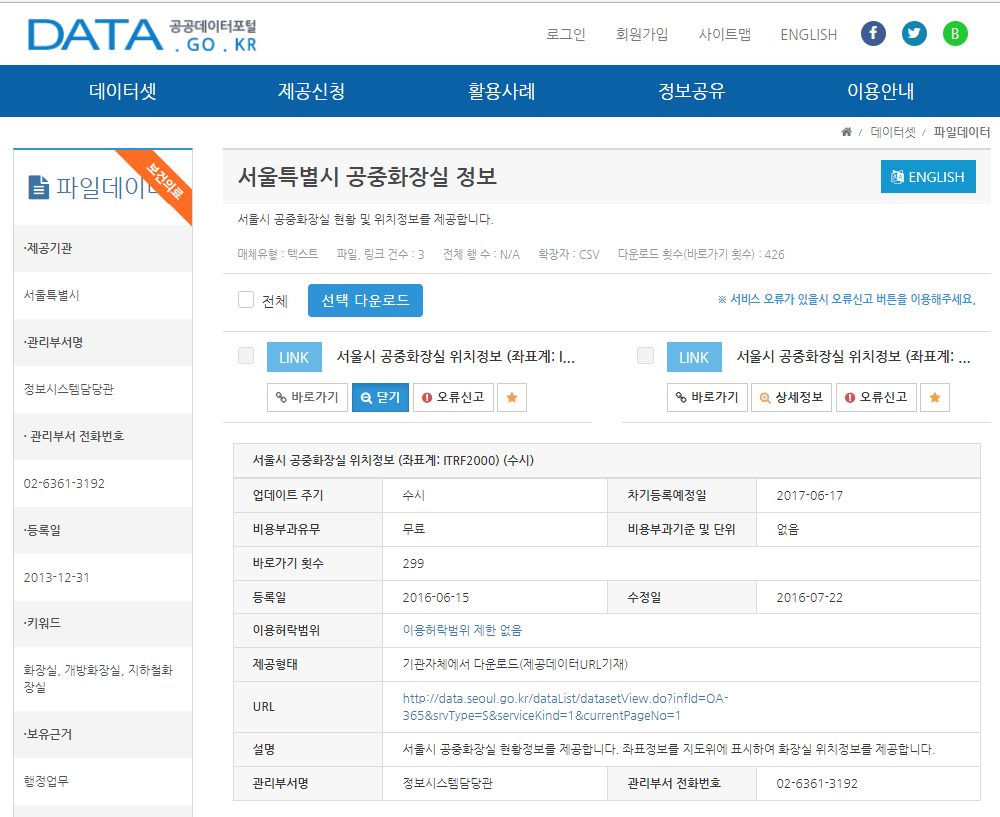 DATA 공공데이터포털
.GO.KR
로그인 회원가입 사이트맵 ENGLISH f B
데이터셋 제공신청 활용사례 정보공유 이용안내
/ 데이터셋 / 파일데이터
파일데이터
보건의료
·제공기관
서울특별시
·관리부서명
정보시스템담당관
· 관리부서 전화번호
02-6361-3192
·등록일
2013-12-31
·키워드
화장실, 개방화장실, 지하철화
장실
·보유근거
행정업무
서울특별시 공중화장실 정보
ENGLISH
서울시 공중화장실 현황 및 위치정보를 제공합니다.
매체유형 : 텍스트 파일, 링크 건수 : 3 전체 행 수 : N/A 확장자 : CSV 다운로드 횟수(바로가기 횟수) : 426
전체 선택 다운로드 ※ 서비스 오류가 있을시 오류신고 버튼을 이용해주세요.
LINK 서울시 공중화장실 위치정보 (좌표계: I...
바로가기 닫기 오류신고
LINK 서울시 공중화장실 위치정보 (좌표계: ...
바로가기 상세정보 오류신고
서울시 공중화장실 위치정보 (좌표계: ITRF2000) (수시)
업데이트 주기 수시 차기등록예정일 2017-06-17
비용부과유무 무료 비용부과기준 및 단위 없음
바로가기 횟수 299
등록일 2016-06-15 수정일 2016-07-22
이용허락범위 이용허락범위 제한 없음
제공형태 기관자체에서 다운로드(제공데이터URL기재)
URL http://data.seoul.go.kr/dataList/datasetView.do?infId=OA-
365&srvType=S&serviceKind=1&currentPageNo=1
설명 서울시 공중화장실 현황정보를 제공합니다. 좌표정보를 지도위에 표시하여 화장실 위치정보를 제공합니다.
관리부서명 정보시스템담당관 관리부서 전화번호 02-6361-3192